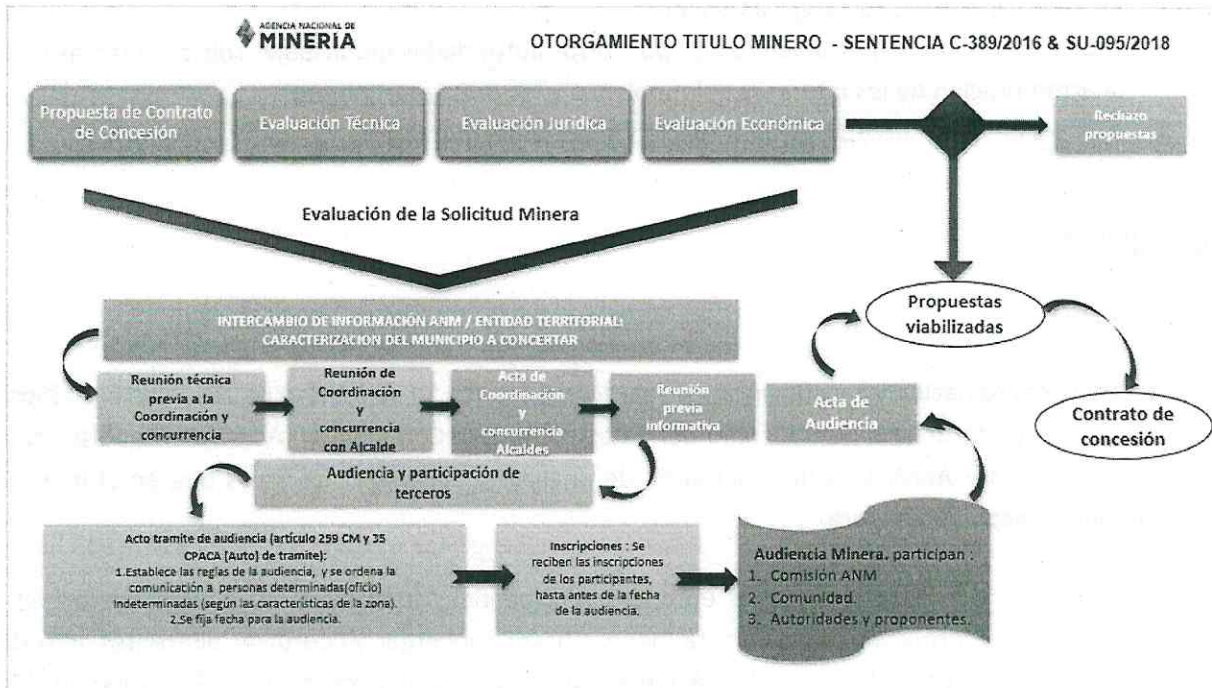 AGENCIA NACIONAL DE
MINERÍA
OTORGAMIENTO TITULO MINERO - SENTENCIA C-389/2016 & SU-095/2018
Propuesta de Contrato
de Concesión
Evaluación Técnica
Evaluación Jurídica
Evaluación Económica
Rechazo
propuestas
Evaluación de la Solicitud Minera
Propuestas
viabilizadas
INTERCAMBIO DE INFORMACIÓN ANM / ENTIDAD TERRITORIAL:
CARACTERIZACION DEL MUNICIPIO A CONCERTAR
Reunión técnica
previa a la
Coordinación y
concurrencia
Reunión de
Coordinación
y
concurrencia
con Alcalde
Acta de
Coordinación
y
concurrencia
Alcaldes
Reunión
previa
informativa
Acta de
Audiencia
Contrato de
concesión
Audiencia y participación de
terceros
Acto tramite de audiencia (artículo 259 CM y 35
CPACA (Auto) de tramite):
1.Establece las reglas de la audiencia, y se ordena la
comunicación a personas determinadas(oficio)
Indeterminadas (según las características de la zona).
2.Se fija fecha para la audiencia.
Inscripciones : Se
reciben las inscripciones
de los participantes,
hasta antes de la fecha
de la audiencia.
Audiencia Minera. participan :
1. Comisión ANM
2. Comunidad.
3. Autoridades y proponentes.